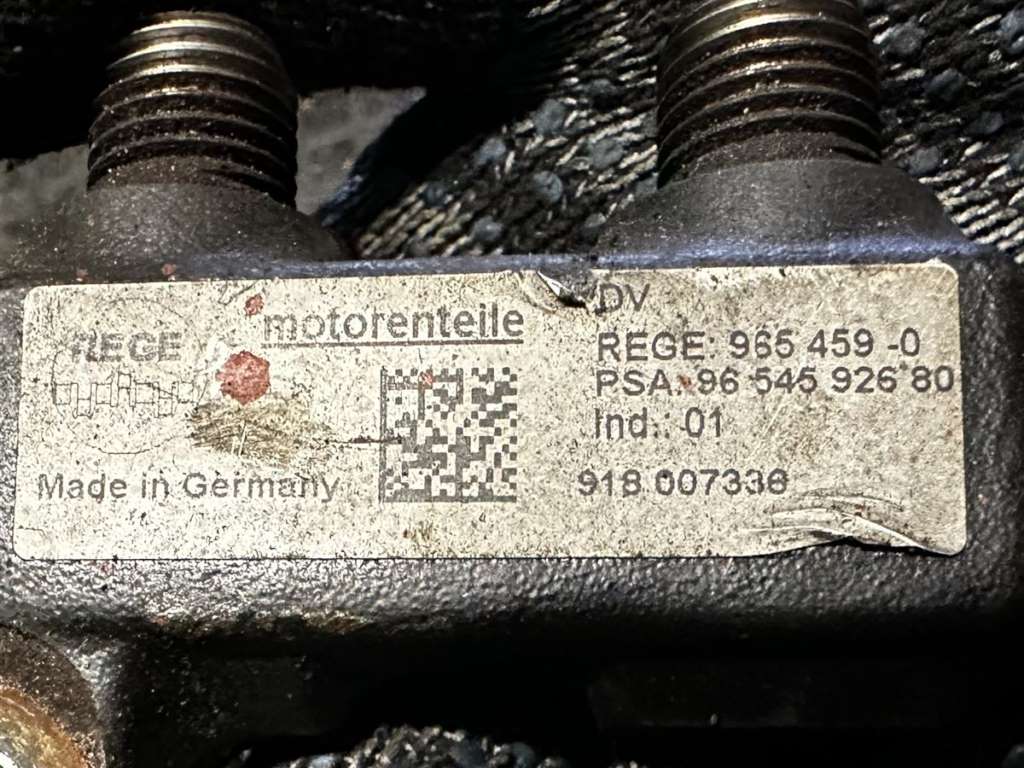 REGE motorenteile
Made in Germany
DV
REGE: 965 459 -0
PSA: 96 545 926 80
Ind.: 01
918 007336